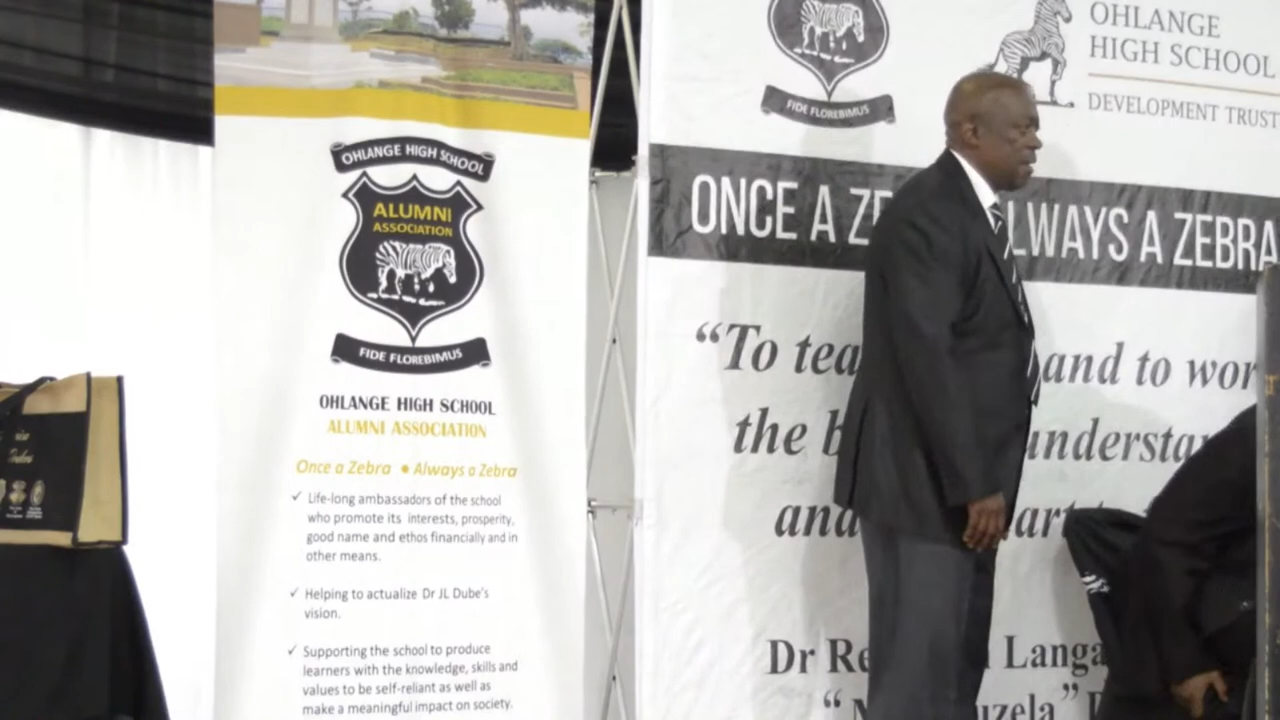 OHLANGE HIGH SCHOOL
ALUMNI
ASSOCIATION
FIDE FLOREBIMUS
OHLANGE HIGH SCHOOL
ALUMNI ASSOCIATION
Once a Zebra • Always a Zebra
✓ Life-long ambassadors of the school
who promote its interests, prosperity,
good name and ethos financially and in
other means.
✓ Helping to actualize Dr JL Dube's
vision.
✓ Supporting the school to produce
learners with the knowledge, skills and
values to be self-reliant as well as
make a meaningful impact on society.
FIDE FLOREBIMUS
OHLANGE
HIGH SCHOOL
DEVELOPMENT TRUST
ONCE A ZE LWAYS A ZEBRA
“To tea and to wor
the b understa
and art
Dr Re Langa
“ uzela”